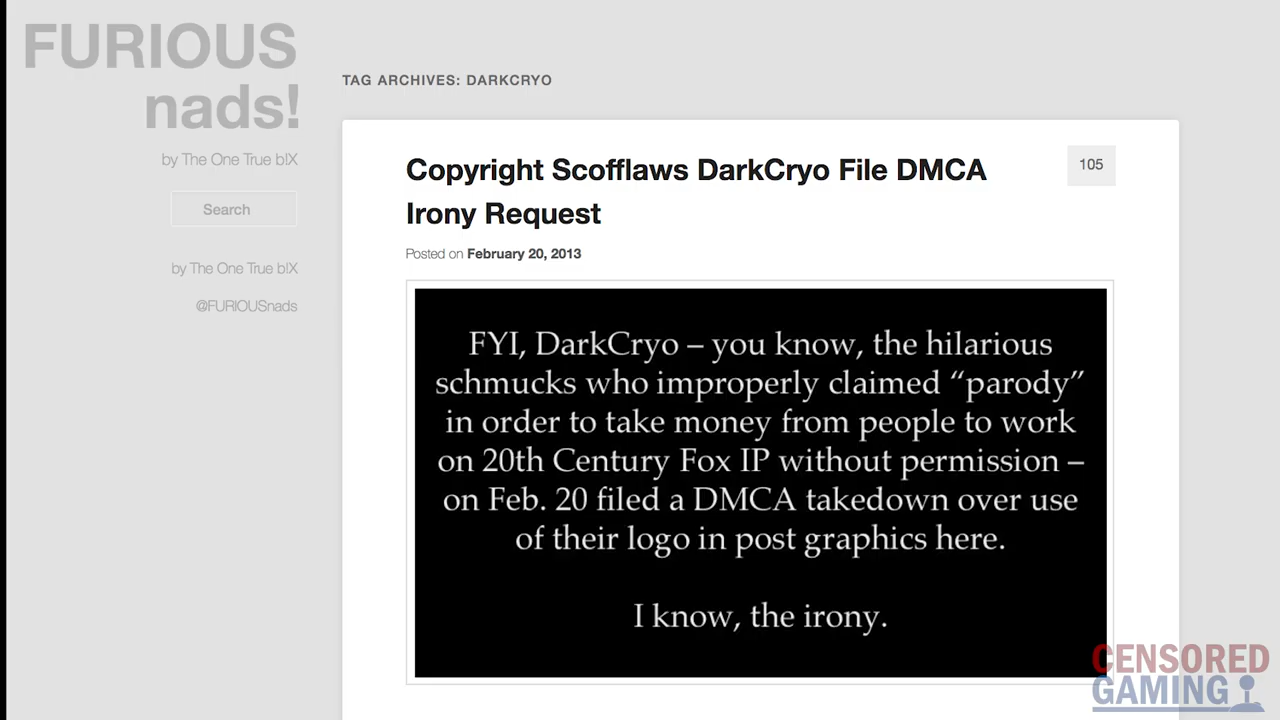 FURIOUS
nads!
by The One True b!X
Search
by The One True b!X
@FURIOUSnads
TAG ARCHIVES: DARKCRYO
Copyright Scofflaws DarkCryo File DMCA
Irony Request
105
Posted on February 20, 2013
FYI, DarkCryo – you know, the hilarious
schmucks who improperly claimed “parody”
in order to take money from people to work
on 20th Century Fox IP without permission –
on Feb. 20 filed a DMCA takedown over use
of their logo in post graphics here.
I know, the irony.
CENSORED
GAMING